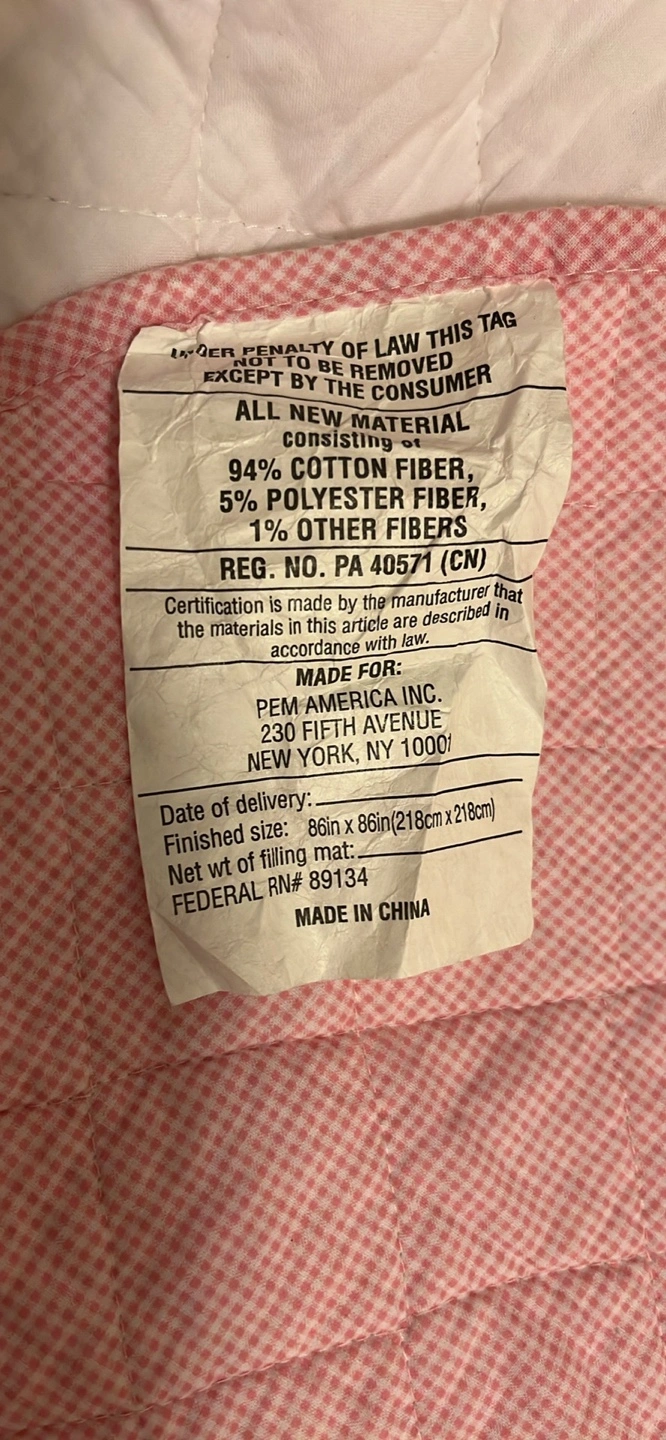 UNDER PENALTY OF LAW THIS TAG
NOT TO BE REMOVED
EXCEPT BY THE CONSUMER
ALL NEW MATERIAL
consisting of
94% COTTON FIBER,
5% POLYESTER FIBER,
1% OTHER FIBERS
REG. NO. PA 40571 (CN)
Certification is made by the manufacturer that
the materials in this article are described in
accordance with law.
MADE FOR:
PEM AMERICA INC.
230 FIFTH AVENUE
NEW YORK, NY 10001
Date of delivery:
Finished size: 86in x 86in(218cm x 218cm)
Net wt of filling mat:
FEDERAL RN# 89134
MADE IN CHINA